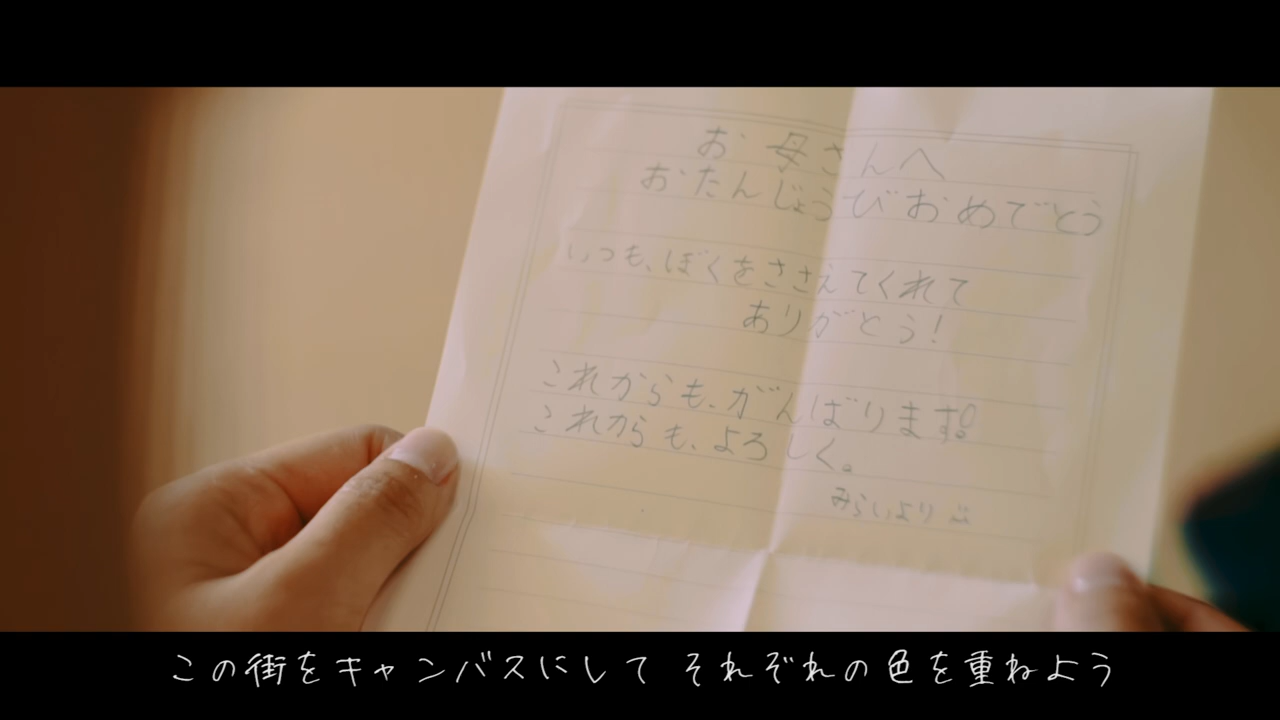 お母さんへ
おたんじょうびおめでとう
いつも、ぼくをささえてくれて
ありがとう!
これからも、がんばります!
これからも、よろしく。
みらいより
この街をキャンバスにして それぞれの色を重ねよう